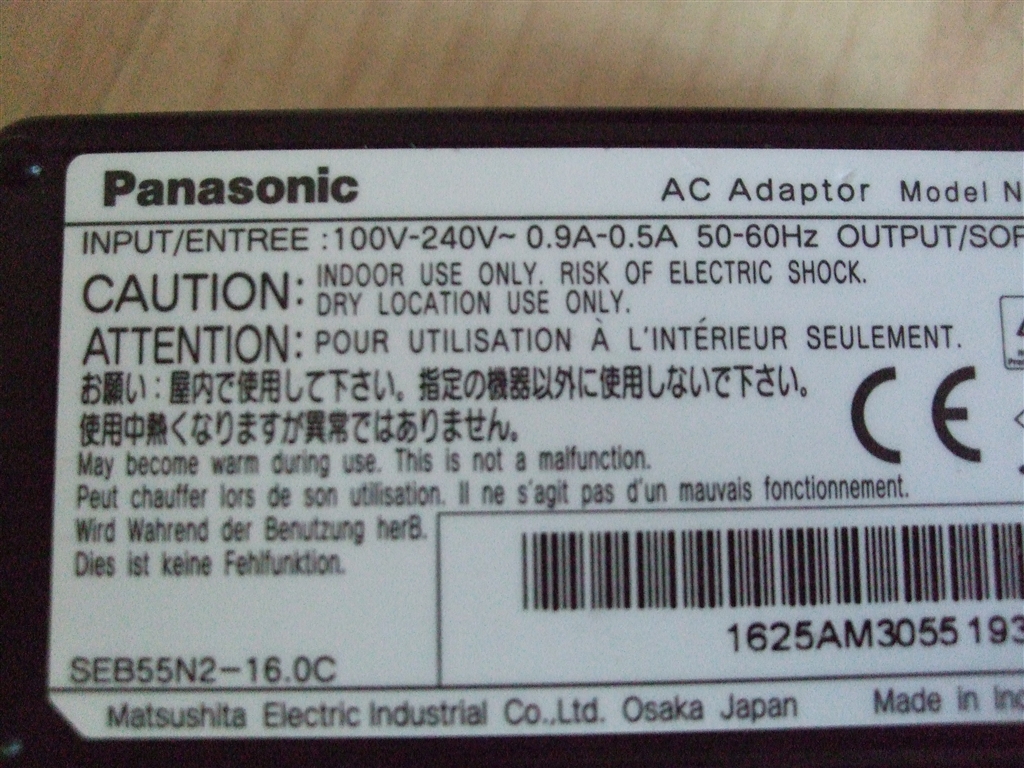 Panasonic AC Adaptor Model N
INPUT/ENTREE :100V-240V~ 0.9A-0.5A 50-60Hz OUTPUT/SOR
CAUTION: INDOOR USE ONLY. RISK OF ELECTRIC SHOCK.
DRY LOCATION USE ONLY.
ATTENTION: POUR UTILISATION À L'INTÉRIEUR SEULEMENT.
お願い：屋内で使用して下さい。指定の機器以外に使用しないで下さい。
使用中熱くなりますが異常ではありません。
CE
May become warm during use. This is not a malfunction.
Peut chauffer lors de son utilisation. Il ne s'agit pas d'un mauvais fonctionnement.
Wird Wahrend der Benutzung herB.
Dies ist keine Fehlfunktion.
1625AM3055193
SEB55N2-16.0C
Matsushita Electric Industrial Co.,Ltd. Osaka Japan Made in Ind